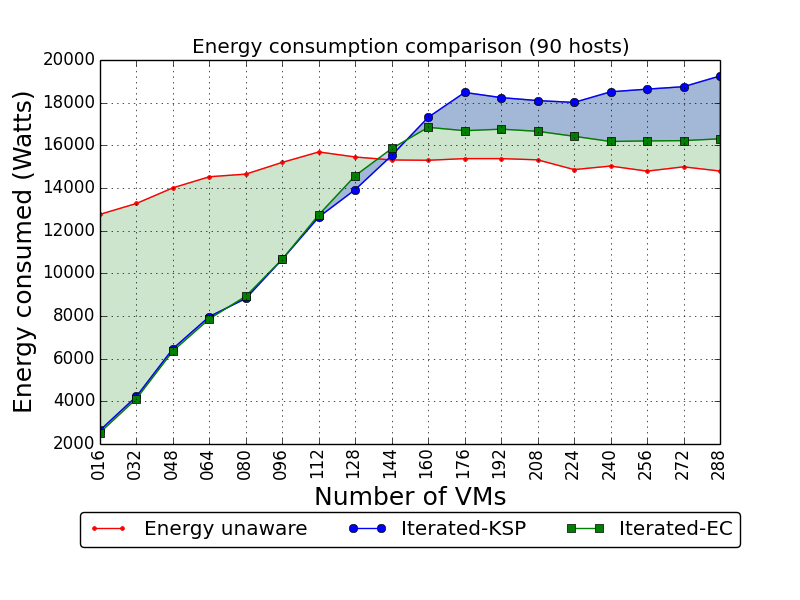 Energy consumption comparison (90 hosts)
Energy consumed (Watts)
20000
18000
16000
14000
12000
10000
8000
6000
4000
2000
016 032 048 064 080 096 112 128 144 160 176 192 208 224 240 256 272 288
Number of VMs
Energy unaware Iterated-KSP Iterated-EC